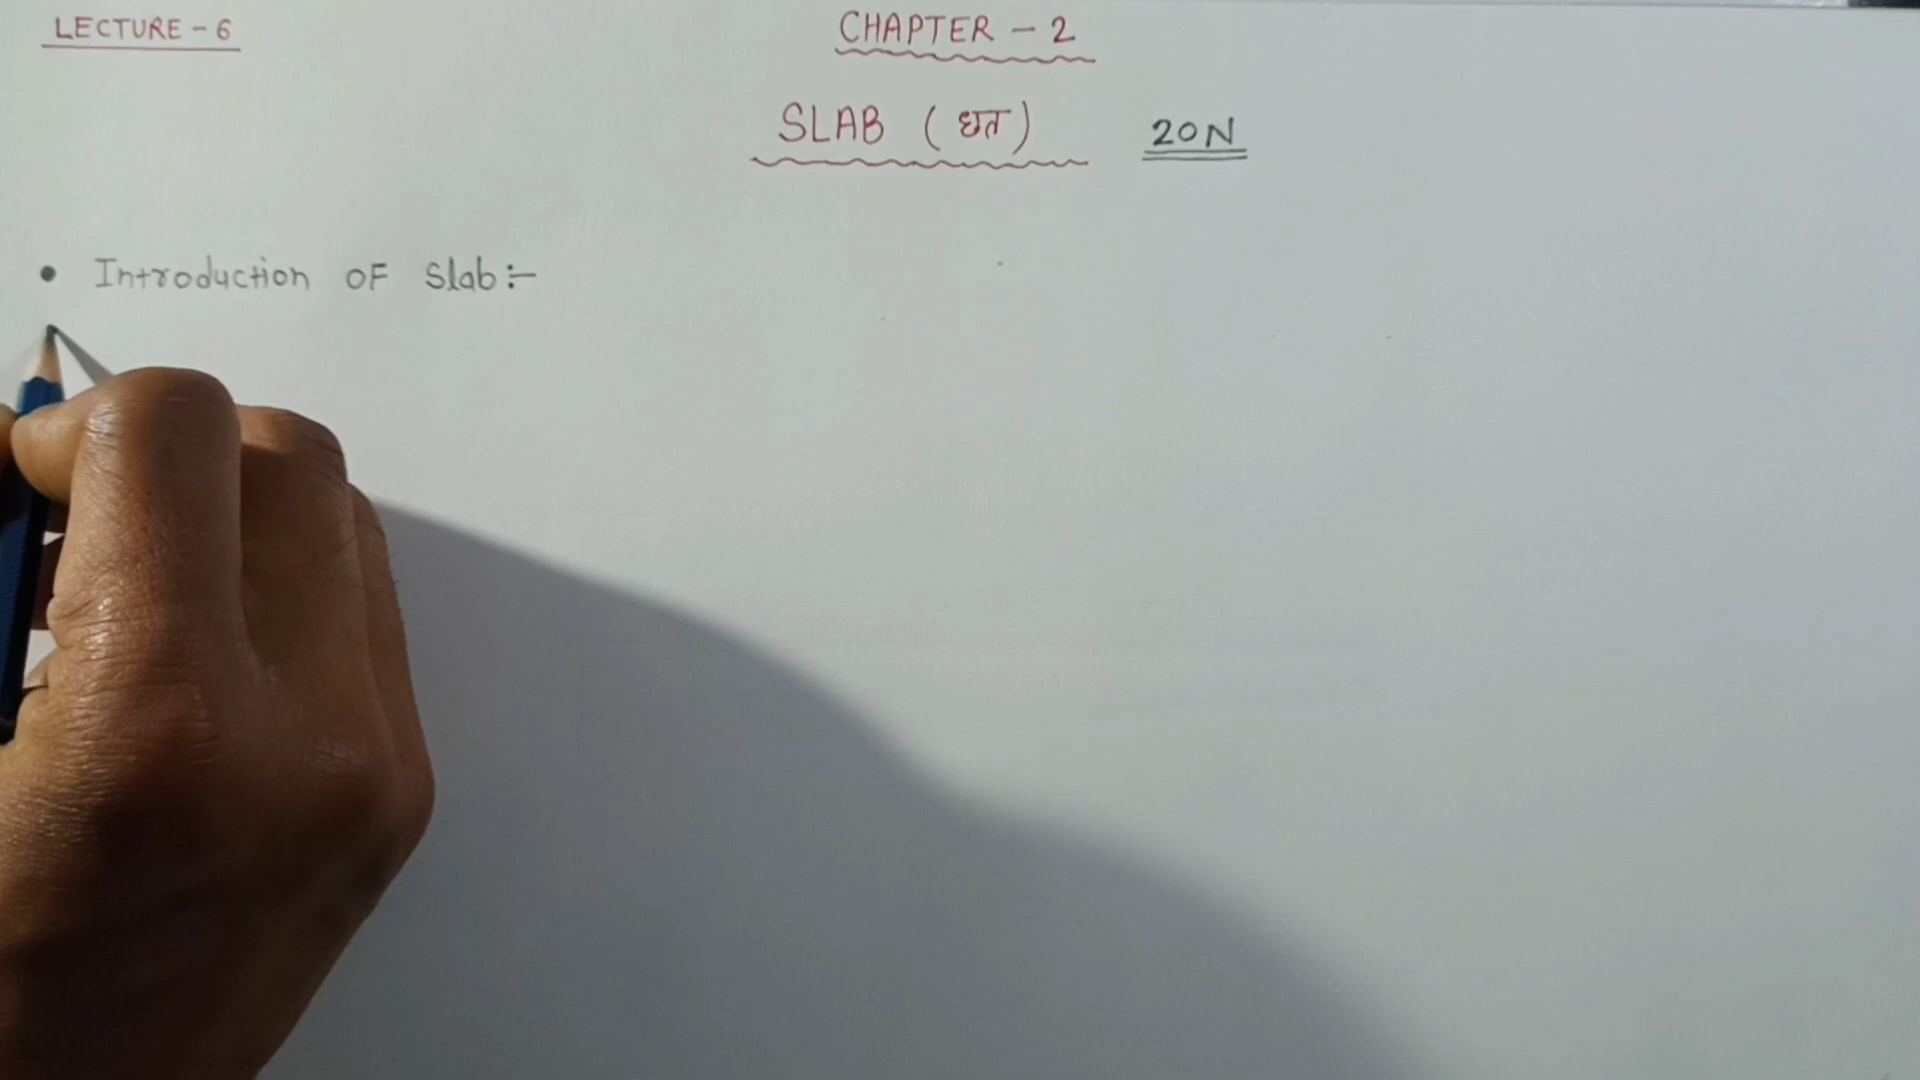 LECTURE - 6
CHAPTER - 2
SLAB (छत) 20N
• Introduction OF Slab:-